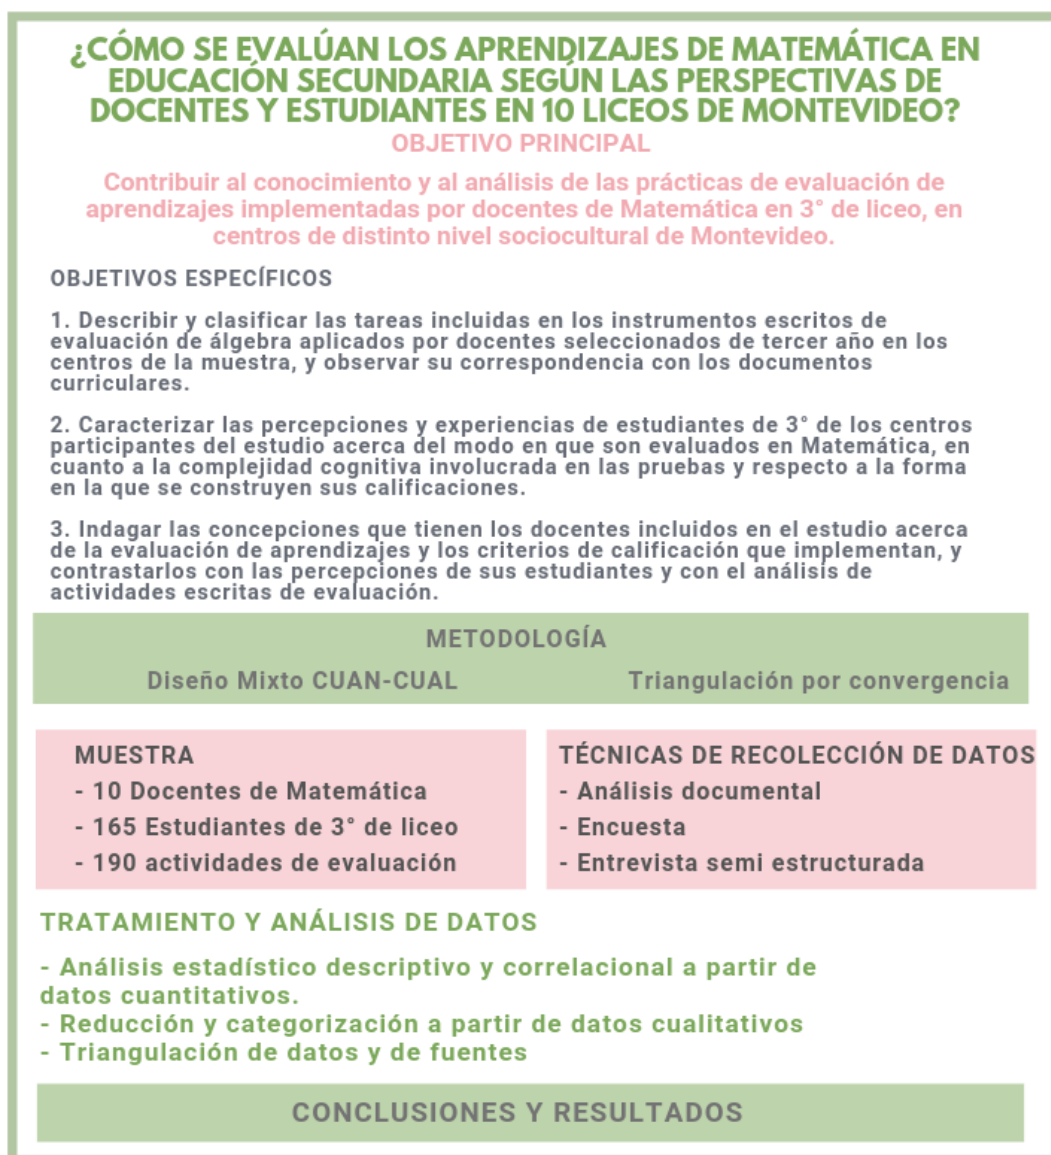 ¿CÓMO SE EVALÚAN LOS APRENDIZAJES DE MATEMÁTICA EN
EDUCACIÓN SECUNDARIA SEGÚN LAS PERSPECTIVAS DE
DOCENTES Y ESTUDIANTES EN 10 LICEOS DE MONTEVIDEO?
OBJETIVO PRINCIPAL
Contribuir al conocimiento y al análisis de las prácticas de evaluación de
aprendizajes implementadas por docentes de Matemática en 3° de liceo, en
centros de distinto nivel sociocultural de Montevideo.
OBJETIVOS ESPECÍFICOS
1. Describir y clasificar las tareas incluidas en los instrumentos escritos de
evaluación de álgebra aplicados por docentes seleccionados de tercer año en los
centros de la muestra, y observar su correspondencia con los documentos
curriculares.
2. Caracterizar las percepciones y experiencias de estudiantes de 3° de los centros
participantes del estudio acerca del modo en que son evaluados en Matemática, en
cuanto a la complejidad cognitiva involucrada en las pruebas y respecto a la forma
en la que se construyen sus calificaciones.
3. Indagar las concepciones que tienen los docentes incluidos en el estudio acerca
de la evaluación de aprendizajes y los criterios de calificación que implementan, y
contrastarlos con las percepciones de sus estudiantes y con el análisis de
actividades escritas de evaluación.
METODOLOGÍA
Diseño Mixto CUAN-CUAL
Triangulación por convergencia
MUESTRA
- 10 Docentes de Matemática
- 165 Estudiantes de 3° de liceo
- 190 actividades de evaluación
TÉCNICAS DE RECOLECCIÓN DE DATOS
- Análisis documental
- Encuesta
- Entrevista semi estructurada
TRATAMIENTO Y ANÁLISIS DE DATOS
- Análisis estadístico descriptivo y correlacional a partir de
datos cuantitativos.
- Reducción y categorización a partir de datos cualitativos
- Triangulación de datos y de fuentes
CONCLUSIONES Y RESULTADOS